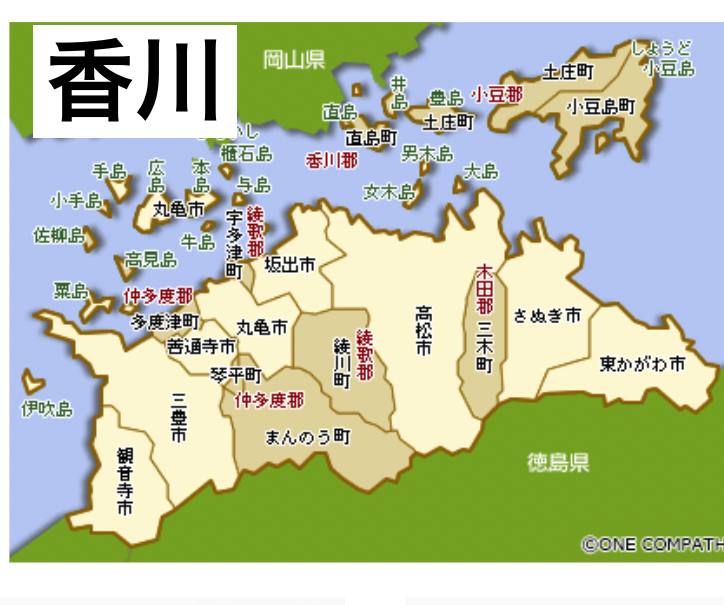 香川
岡山県
しょうど
小豆島
土庄町
小豆郡
小豆島町
井島
豊島
土庄町
直島
直島町
香川郡
男木島
大島
女木島
いし
櫃石島
与島
手島
広島
本島
小手島
丸亀市
牛島
佐柳島
高見島
粟島
宇多津町
綾歌郡
坂出市
仲多度郡
多度津町
丸亀市
善通寺市
琴平町
仲多度郡
綾川町
綾歌郡
高松市
木田郡
三木町
さぬき市
東かがわ市
伊吹島
三豊市
まんのう町
観音寺市
徳島県
©ONE COMPATH